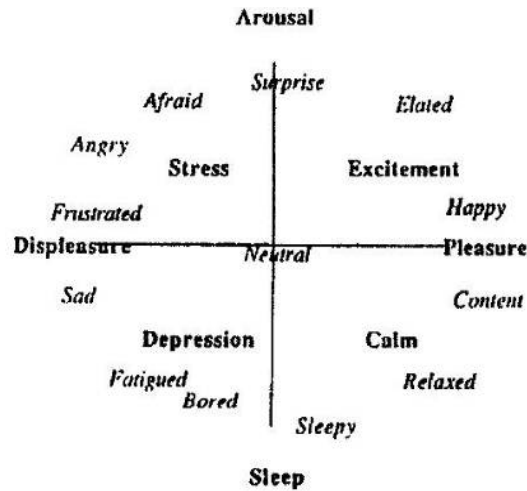 Arousal
Surprise
Afraid
Elated
Angry
Stress
Excitement
Frustrated
Happy
Displeasure
Neutral
Pleasure
Sad
Content
Depression
Calm
Fatigued
Relaxed
Bored
Sleepy
Sleep